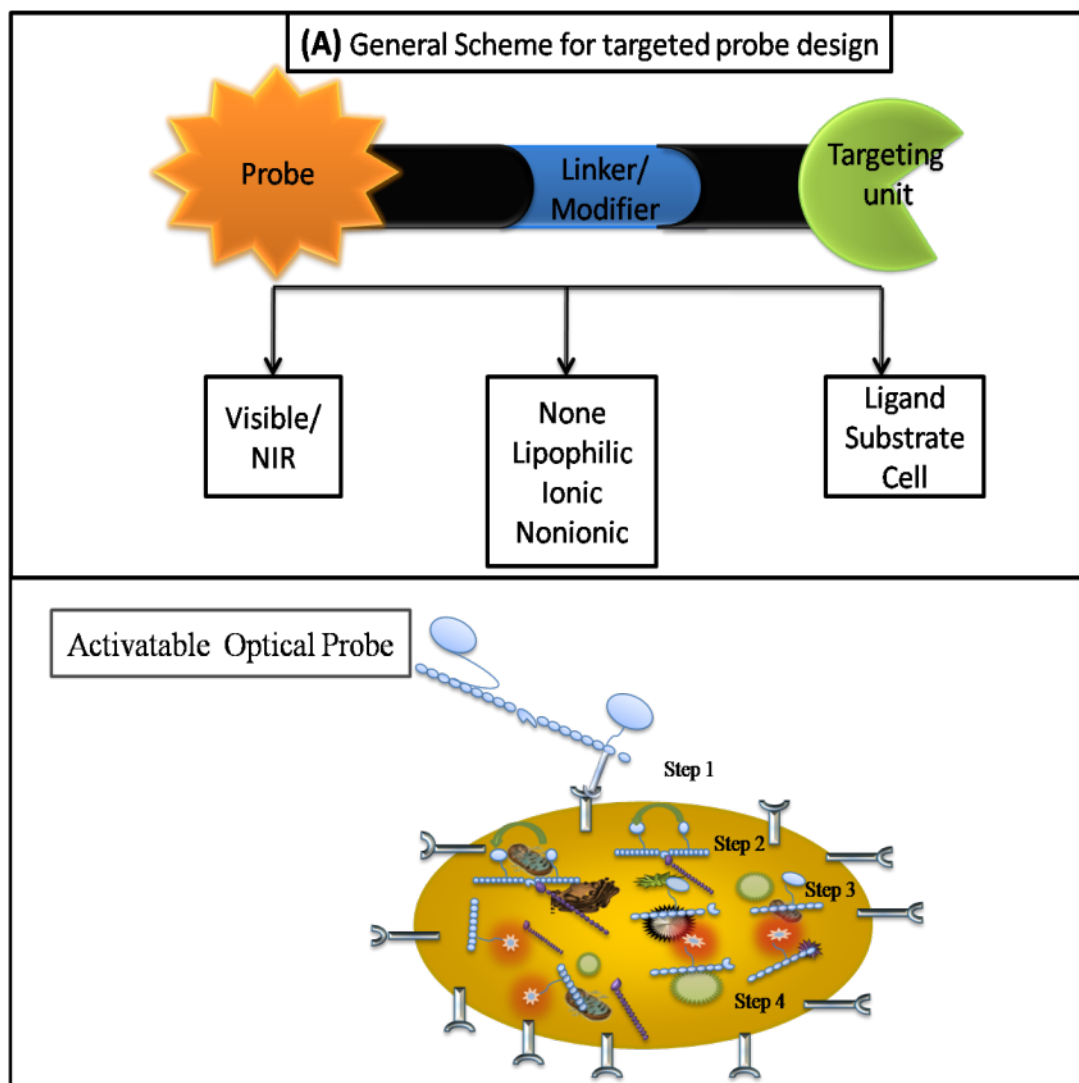 (A) General Scheme for targeted probe design
Probe
Linker/
Modifier
Targeting
unit
Visible/
NIR
None
Lipophilic
Ionic
Nonionic
Ligand
Substrate
Cell
Activatable Optical Probe
Step 1
Step 2
Step 3
Step 4